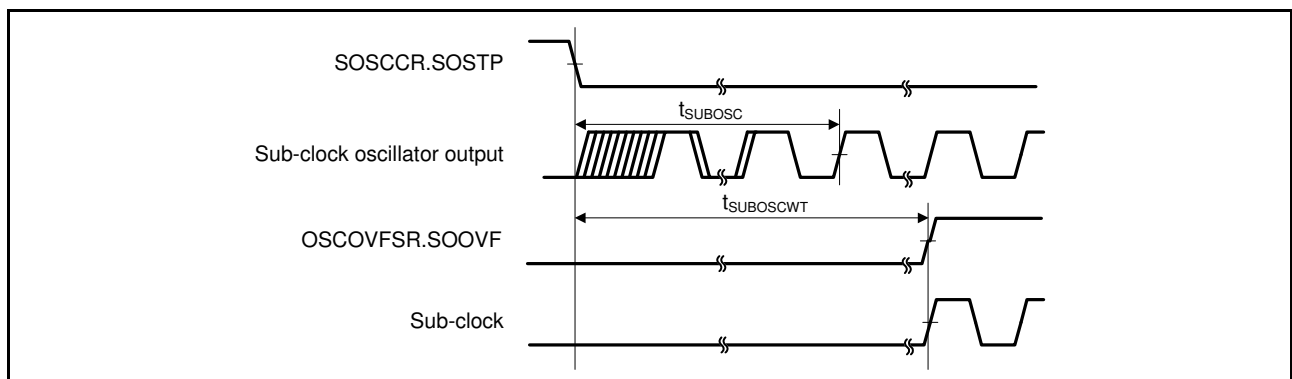 SOSCCR.SOSTP
tSUBOSC
Sub-clock oscillator output
tSUBOSCWT
OSCOVFSR.SOOVF
Sub-clock